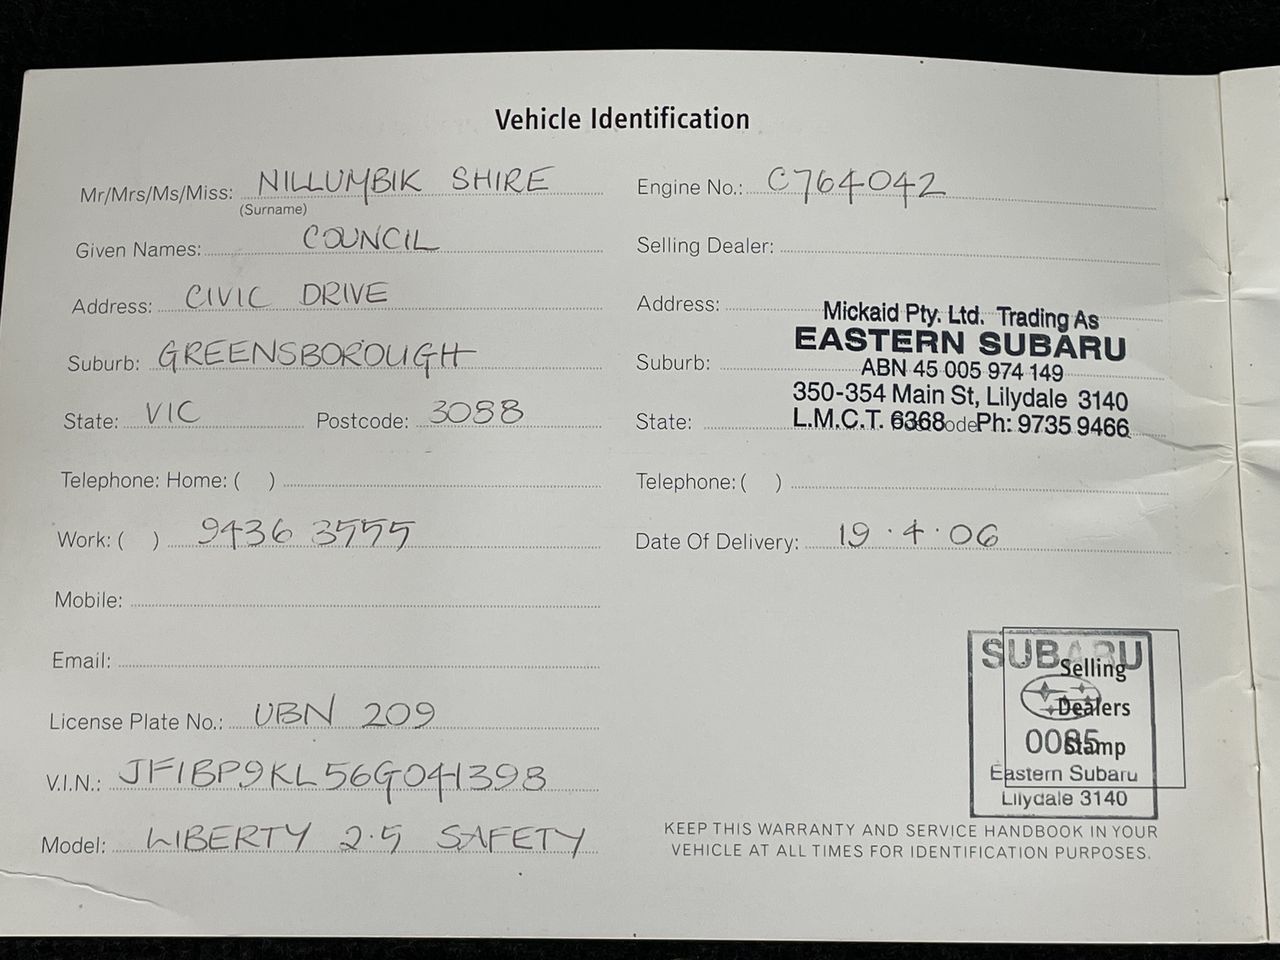 Vehicle Identification
Mr/Mrs/Ms/Miss: NILLUMBIK SHIRE
(Surname)
Given Names: COUNCIL
Address: CIVIC DRIVE
Suburb: GREENSBOROUGH
State: VIC Postcode: 3088
Telephone: Home: ( )
Work: ( ) 9436 3555
Mobile:
Email:
License Plate No.: UBN 209
V.I.N.: JF1BP9KL56G041398
Model: LIBERTY 2.5 SAFETY
Engine No.: C764042
Selling Dealer:
Address:
Mickaid Pty. Ltd. Trading As
EASTERN SUBARU
Suburb:
ABN 45 005 974 149
350-354 Main St, Lilydale 3140
State: L.M.C.T. 6368 Ph: 9735 9466
Telephone: ( )
Date Of Delivery: 19.4.06
SUBARU
Selling
Dealers
Stamp
0085
Eastern Subaru
Lilydale 3140
KEEP THIS WARRANTY AND SERVICE HANDBOOK IN YOUR
VEHICLE AT ALL TIMES FOR IDENTIFICATION PURPOSES.